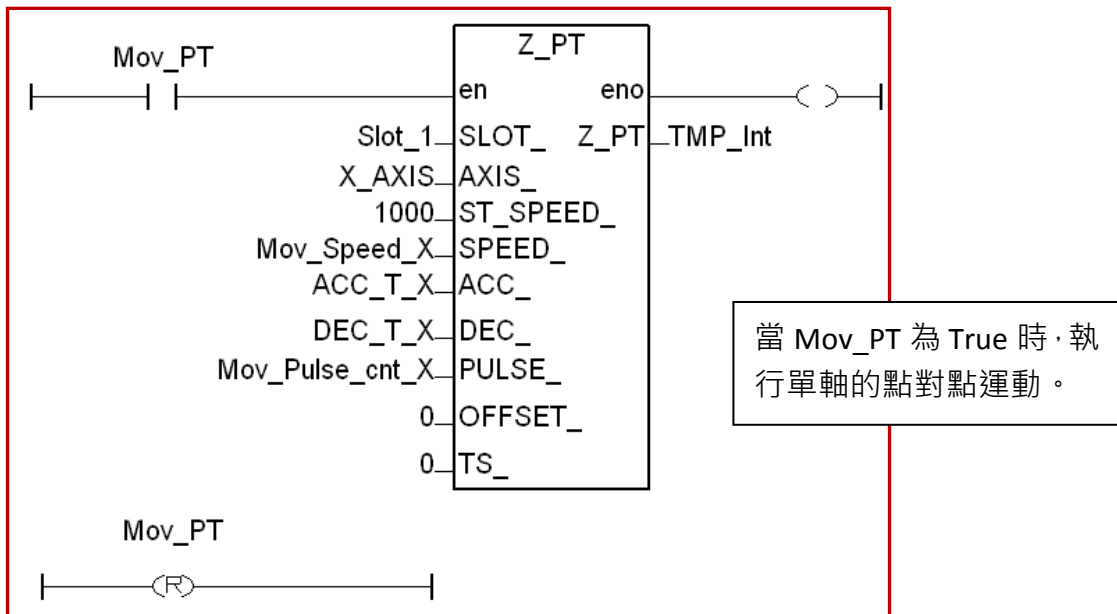 Mov_PT
Z_PT
en eno
Slot_1 SLOT_ Z_PT TMP_Int
X_AXIS AXIS_
1000 ST_SPEED_
Mov_Speed_X SPEED_
ACC_T_X ACC_
DEC_T_X DEC_
Mov_Pulse_cnt_X PULSE_
0 OFFSET_
0 TS_
當 Mov_PT 為 True 時，執
行單軸的點對點運動。
Mov_PT
(R)